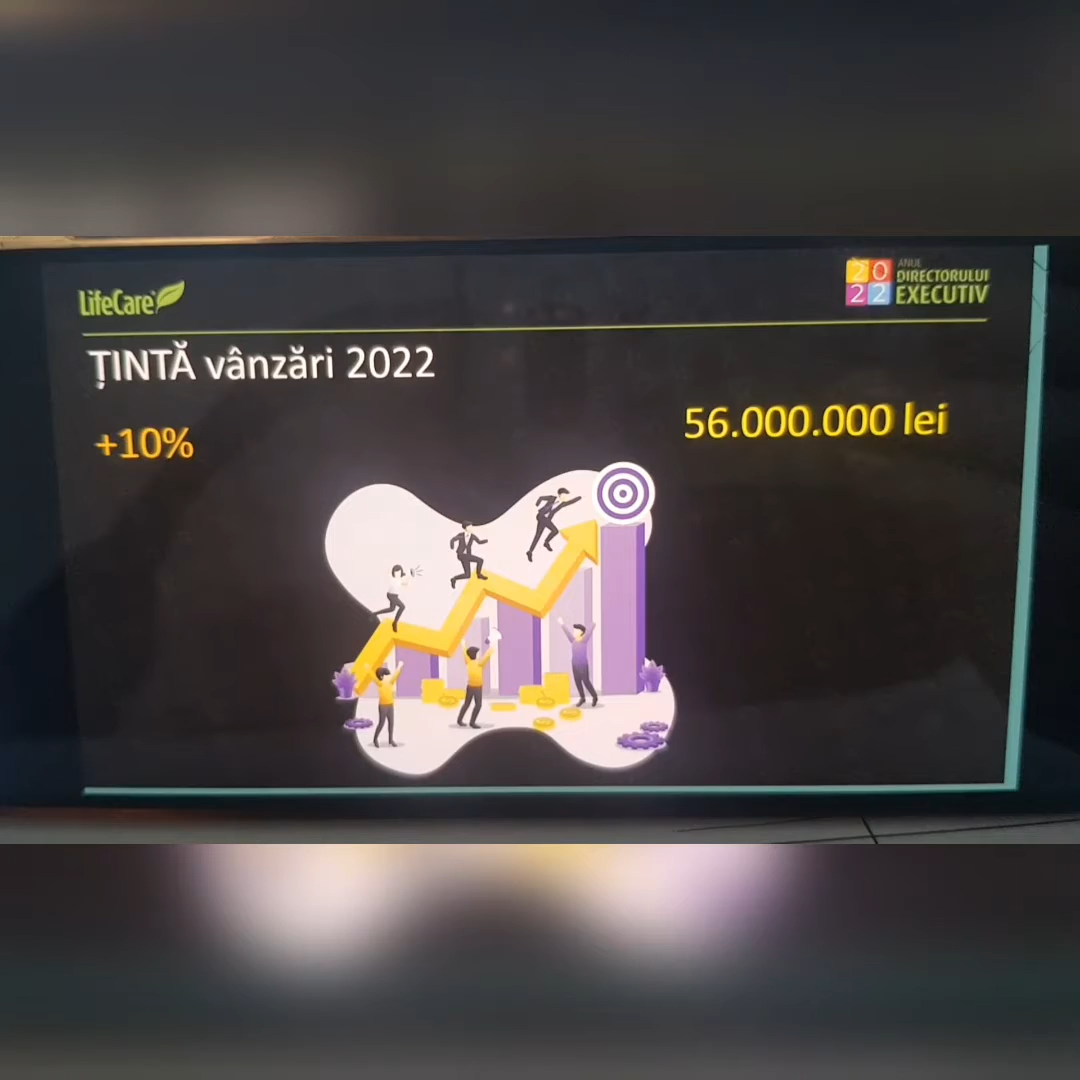 LifeCare
2022
ANUL
DIRECTORULUI
EXECUTIV
ȚINTĂ vânzări 2022
+10%
56.000.000 lei